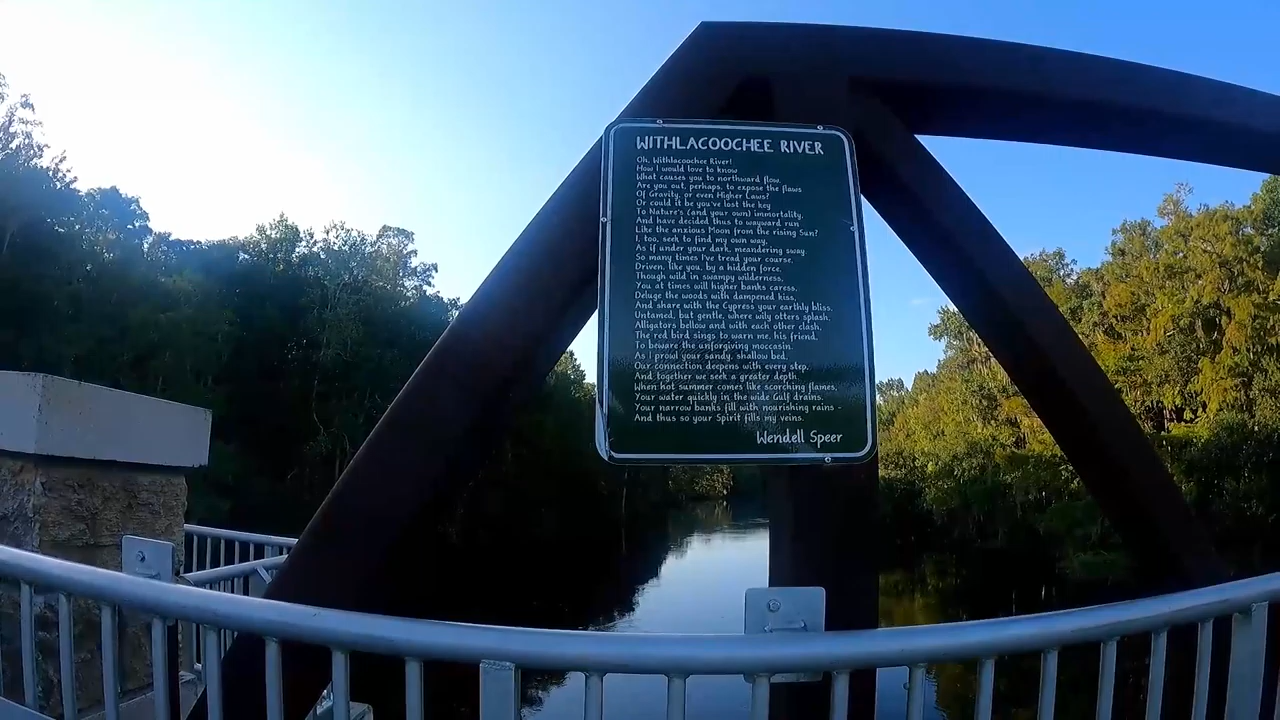 WITHLACOOCHEE RIVER
Oh, Withlacoochee River!
How I would love to know
What causes you to northward flow.
Are you out, perhaps, to expose the flaws
Of Gravity, or even Higher Laws?
Or could it be you've lost the key
To Nature's (and your own) immortality,
And have decided thus to wayward run
Like the anxious Moon from the rising Sun?
I, too, seek to find my own way,
As if under your dark, meandering sway.
So many times I've tread your course,
Driven, like you, by a hidden force.
Though wild in swampy wilderness,
You at times will higher banks caress,
Deluge the woods with dampened kiss,
And share with the Cypress your earthly bliss.
Untamed, but gentle, where wily otters splash,
Alligators bellow and with each other clash,
The red bird sings to warn me, his friend,
To beware the unforgiving moccasin.
As I prowl your sandy, shallow bed,
Our connection deepens with every step,
And together we seek a greater depth
When hot summer comes like scorching flames,
Your water quickly in the wide Gulf drains.
Your narrow banks fill with nourishing rains -
And thus so your Spirit fills my veins.
Wendell Speer